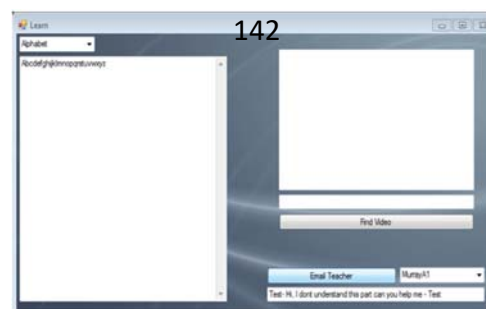 142
Learn
Alphabet
Abcdefghijklmnopqrstuvwxyz
Find Video
Email Teacher
MurrayA1
Test- Hi, I dont understand this part can you help me - Test